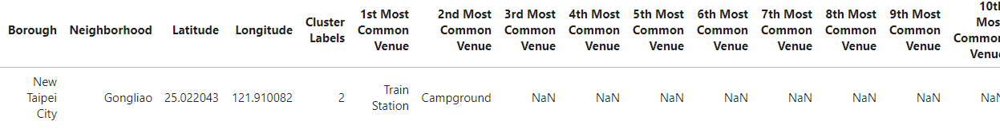 Borough Neighborhood Latitude Longitude Cluster Labels 1st Most Common Venue 2nd Most Common Venue 3rd Most Common Venue 4th Most Common Venue 5th Most Common Venue 6th Most Common Venue 7th Most Common Venue 8th Most Common Venue 9th Most Common Venue 10th Most Common Venue
New Taipei City Gongliao 25.022043 121.910082 2 Train Station Campground NaN NaN NaN NaN NaN NaN NaN NaN